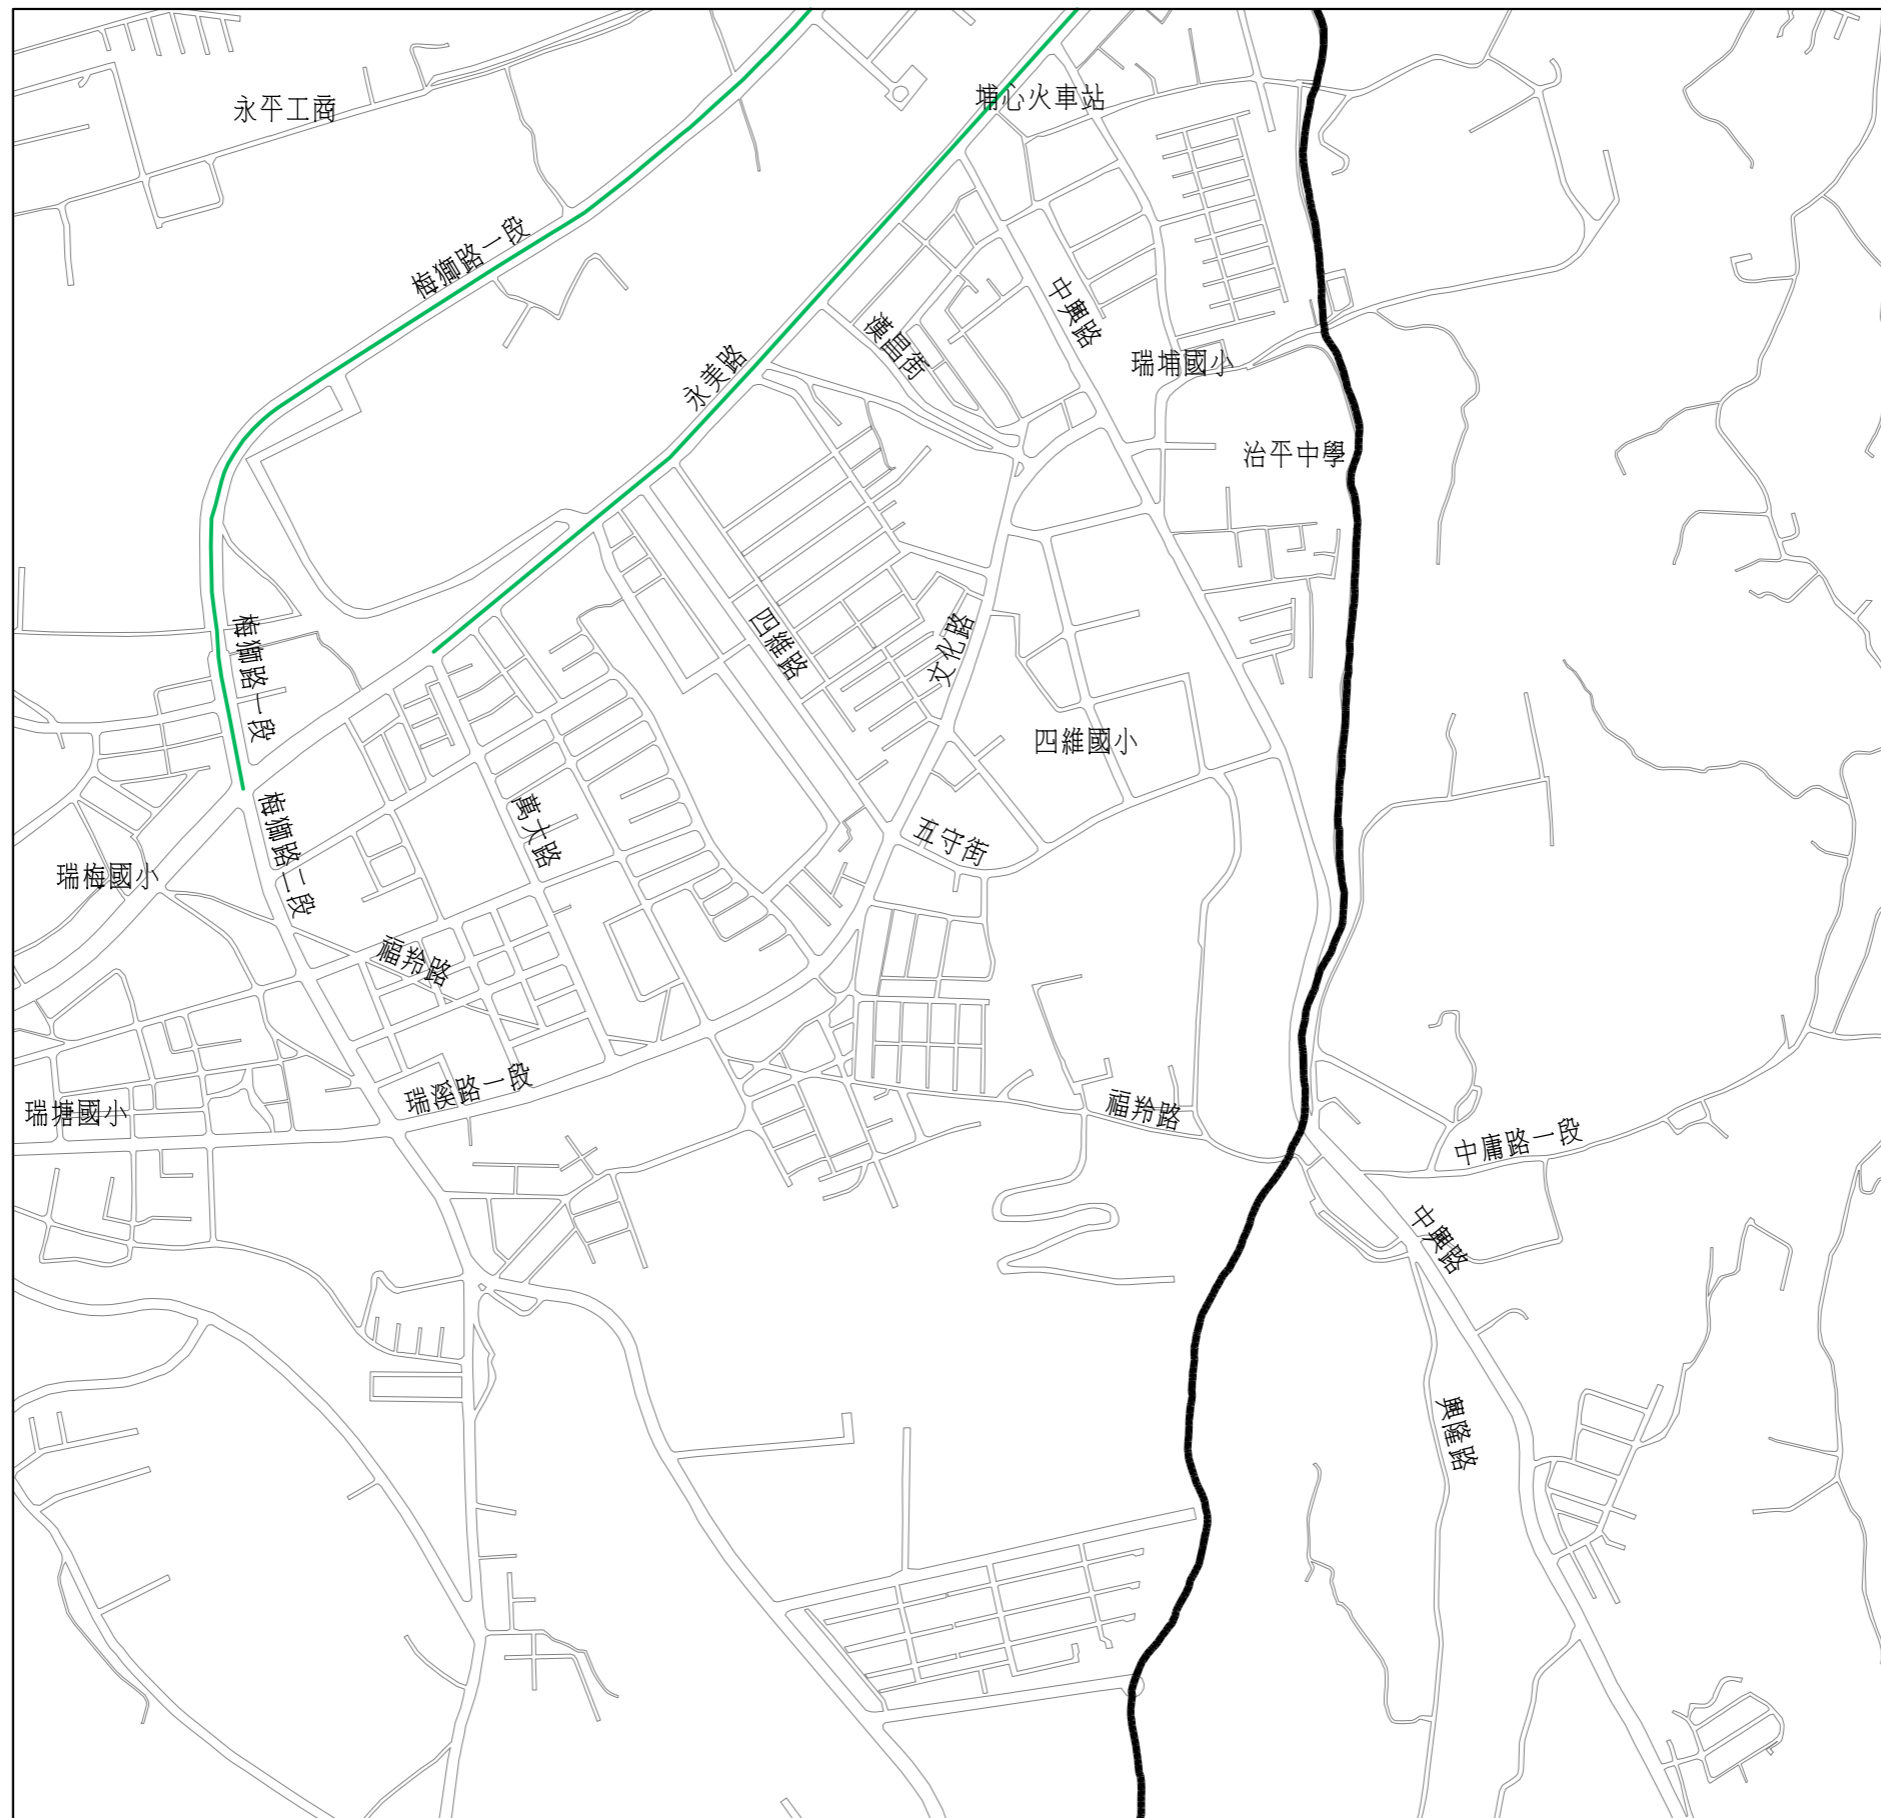 埔心火車站
永平工商
梅獅路一段
中興路
漢昌街
永美路
瑞埔國小
治平中學
四維路
文化路
梅獅路一段
四維國小
梅獅路二段
萬大路
五守街
瑞梅國小
福羚路
瑞溪路一段
瑞塘國小
福羚路
中庸路一段
中興路
興隆路